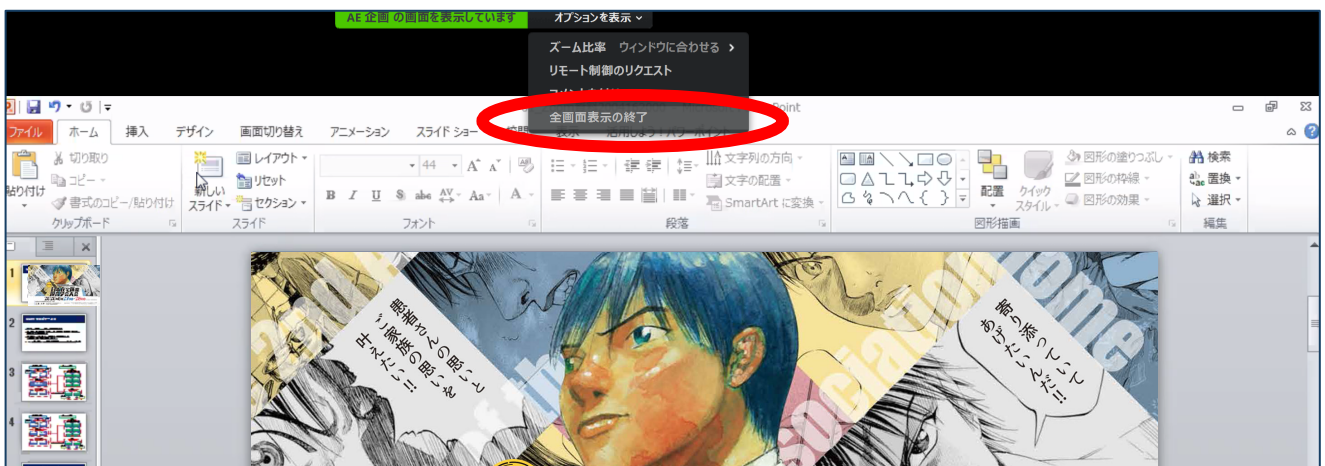 AE 企画 の画面を表示しています
オプションを表示
ズーム比率 ウィンドウに合わせる
リモート制御のリクエスト
全画面表示の終了
Point
ファイル ホーム 挿入 デザイン 画面切り替え アニメーション スライド ショー
切り取り
コピー
書式のコピー/貼り付け
貼り付け
クリップボード
新しい
スライド
レイアウト
リセット
セクション
スライド
44
B I U S abc AV Aa A
フォント
文字列の方向
文字の配置
SmartArt に変換
段落
配置
クイック
スタイル
図形の塗りつぶし
図形の枠線
図形の効果
図形描画
検索
置換
選択
編集
1
2
3
4
患者さんの思いと
ご家族の思いを
叶えたい!!
寄り添っていて
あげたいんだ!!